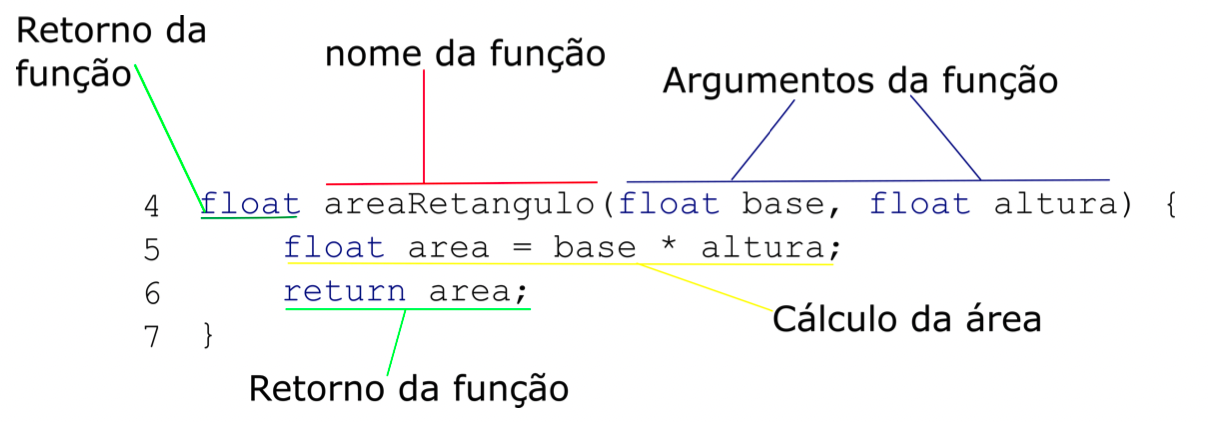 Retorno da
função
nome da função
Argumentos da função
4 float areaRetangulo(float base, float altura) {
5 float area = base * altura;
6 return area;
7 }
Cálculo da área
Retorno da função